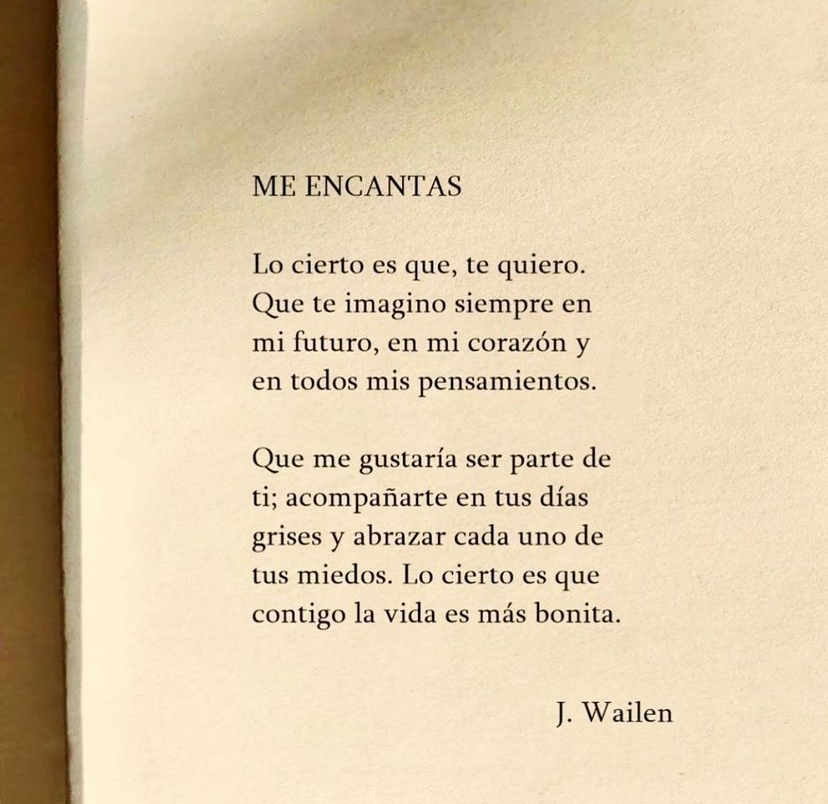 ME ENCANTAS
Lo cierto es que, te quiero.
Que te imagino siempre en
mi futuro, en mi corazón y
en todos mis pensamientos.
Que me gustaría ser parte de
ti; acompañarte en tus días
grises y abrazar cada uno de
tus miedos. Lo cierto es que
contigo la vida es más bonita.
J. Wailen